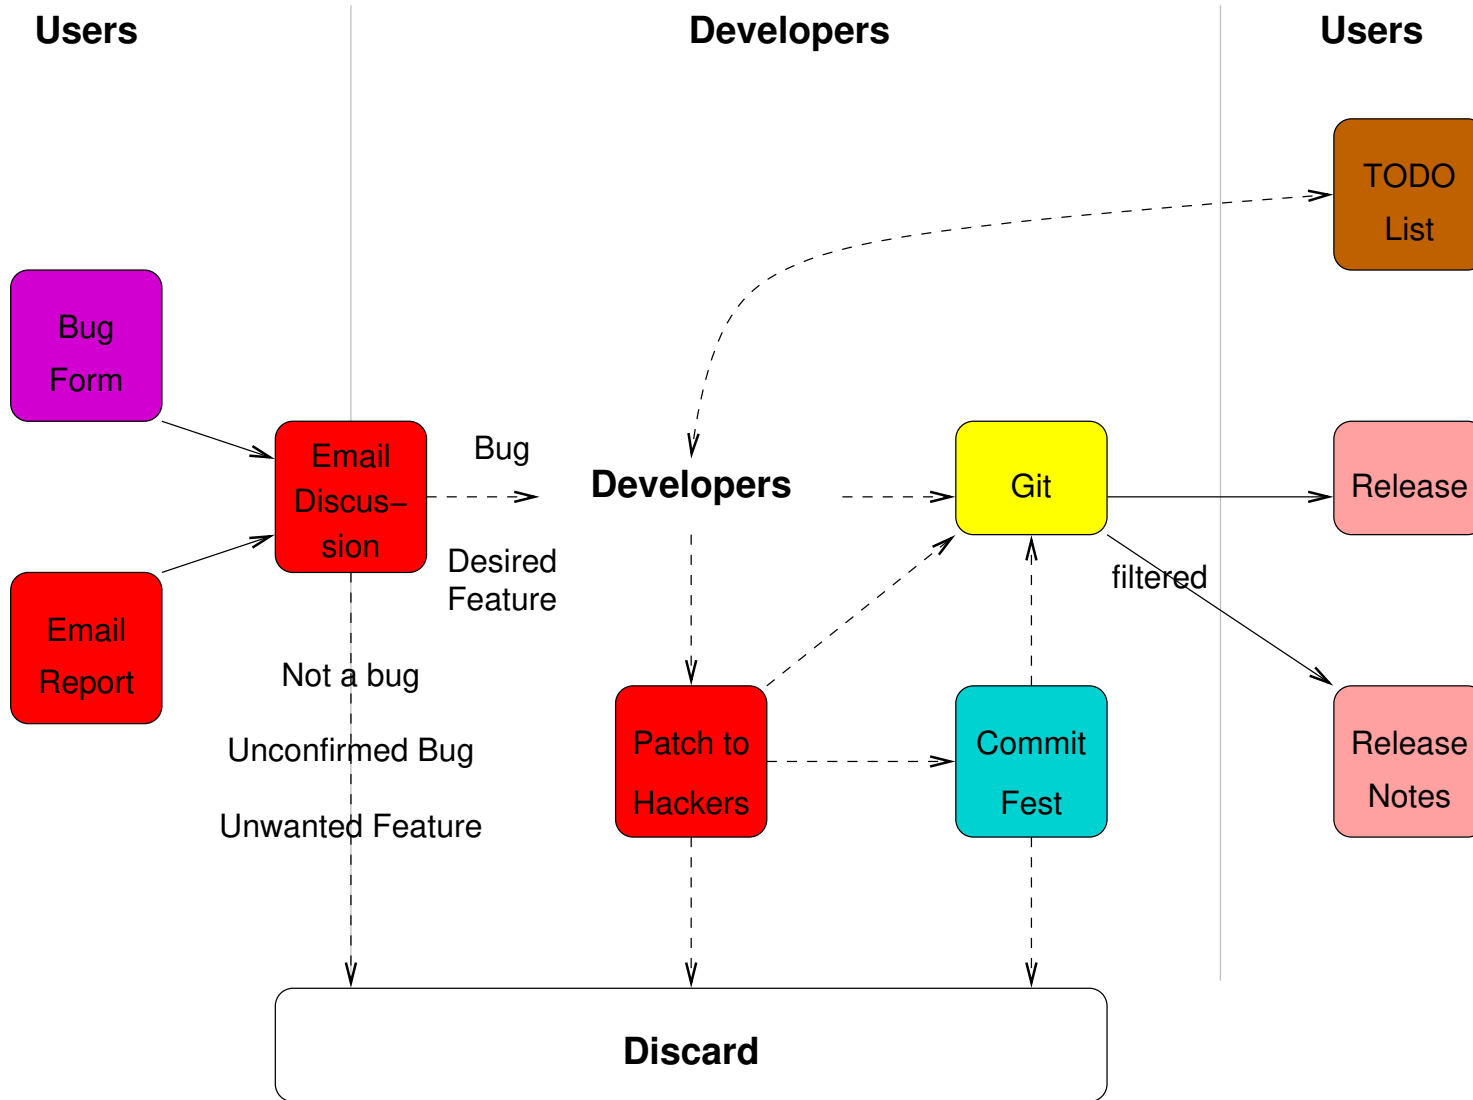 Users
Developers
Users
TODO
List
Bug
Form
Email
Discus–
sion
Bug
Desired
Feature
Developers
Git
Release
filtered
Email
Report
Not a bug
Unconfirmed Bug
Unwanted Feature
Patch to
Hackers
Commit
Fest
Release
Notes
Discard